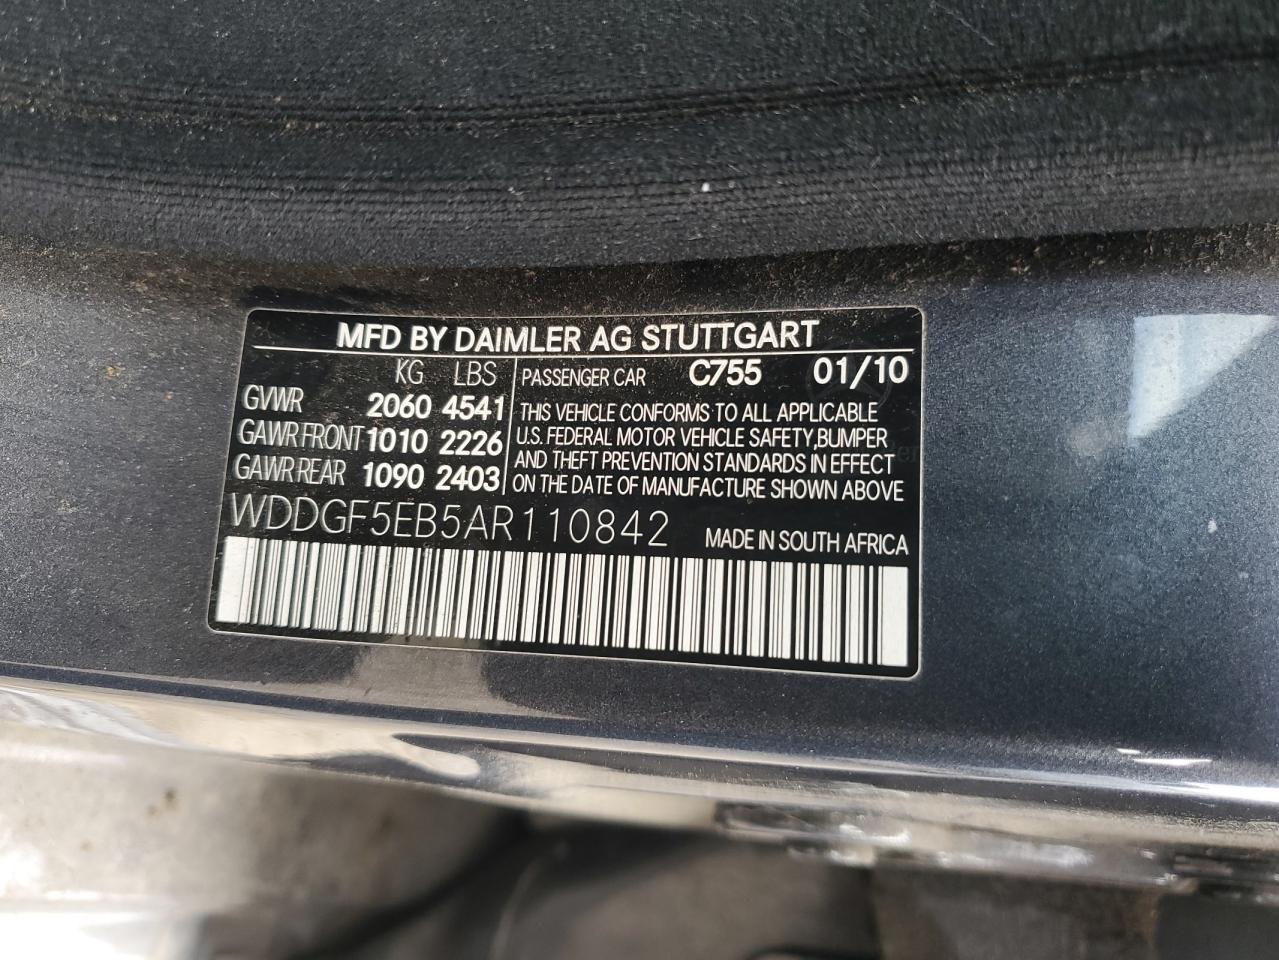 MFD BY DAIMLER AG STUTTGART
KG LBS
GVWR 2060 4541
GAWR FRONT 1010 2226
GAWR REAR 1090 2403
PASSENGER CAR C755 01/10
THIS VEHICLE CONFORMS TO ALL APPLICABLE
U.S. FEDERAL MOTOR VEHICLE SAFETY,BUMPER
AND THEFT PREVENTION STANDARDS IN EFFECT
ON THE DATE OF MANUFACTURE SHOWN ABOVE
WDDGF5EB5AR110842
MADE IN SOUTH AFRICA